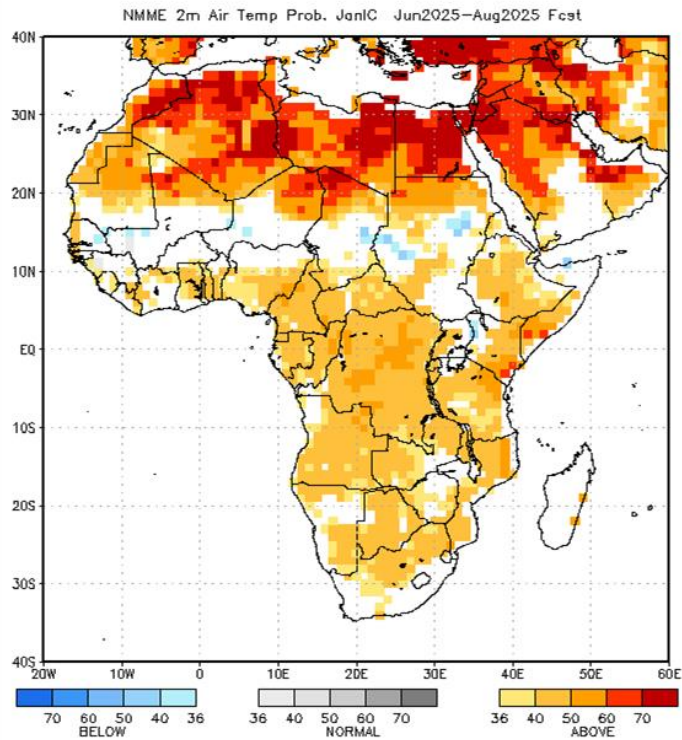 NMME 2m Air Temp Prob. JanIC Jun2025-Aug2025 Fcst
40N
30N
20N
10N
EQ
10S
20S
30S
40S
20W 10W 0 10E 20E 30E 40E 50E 60E
70 60 50 40 36 36 40 50 60 70 36 40 50 60 70
BELOW NORMAL ABOVE